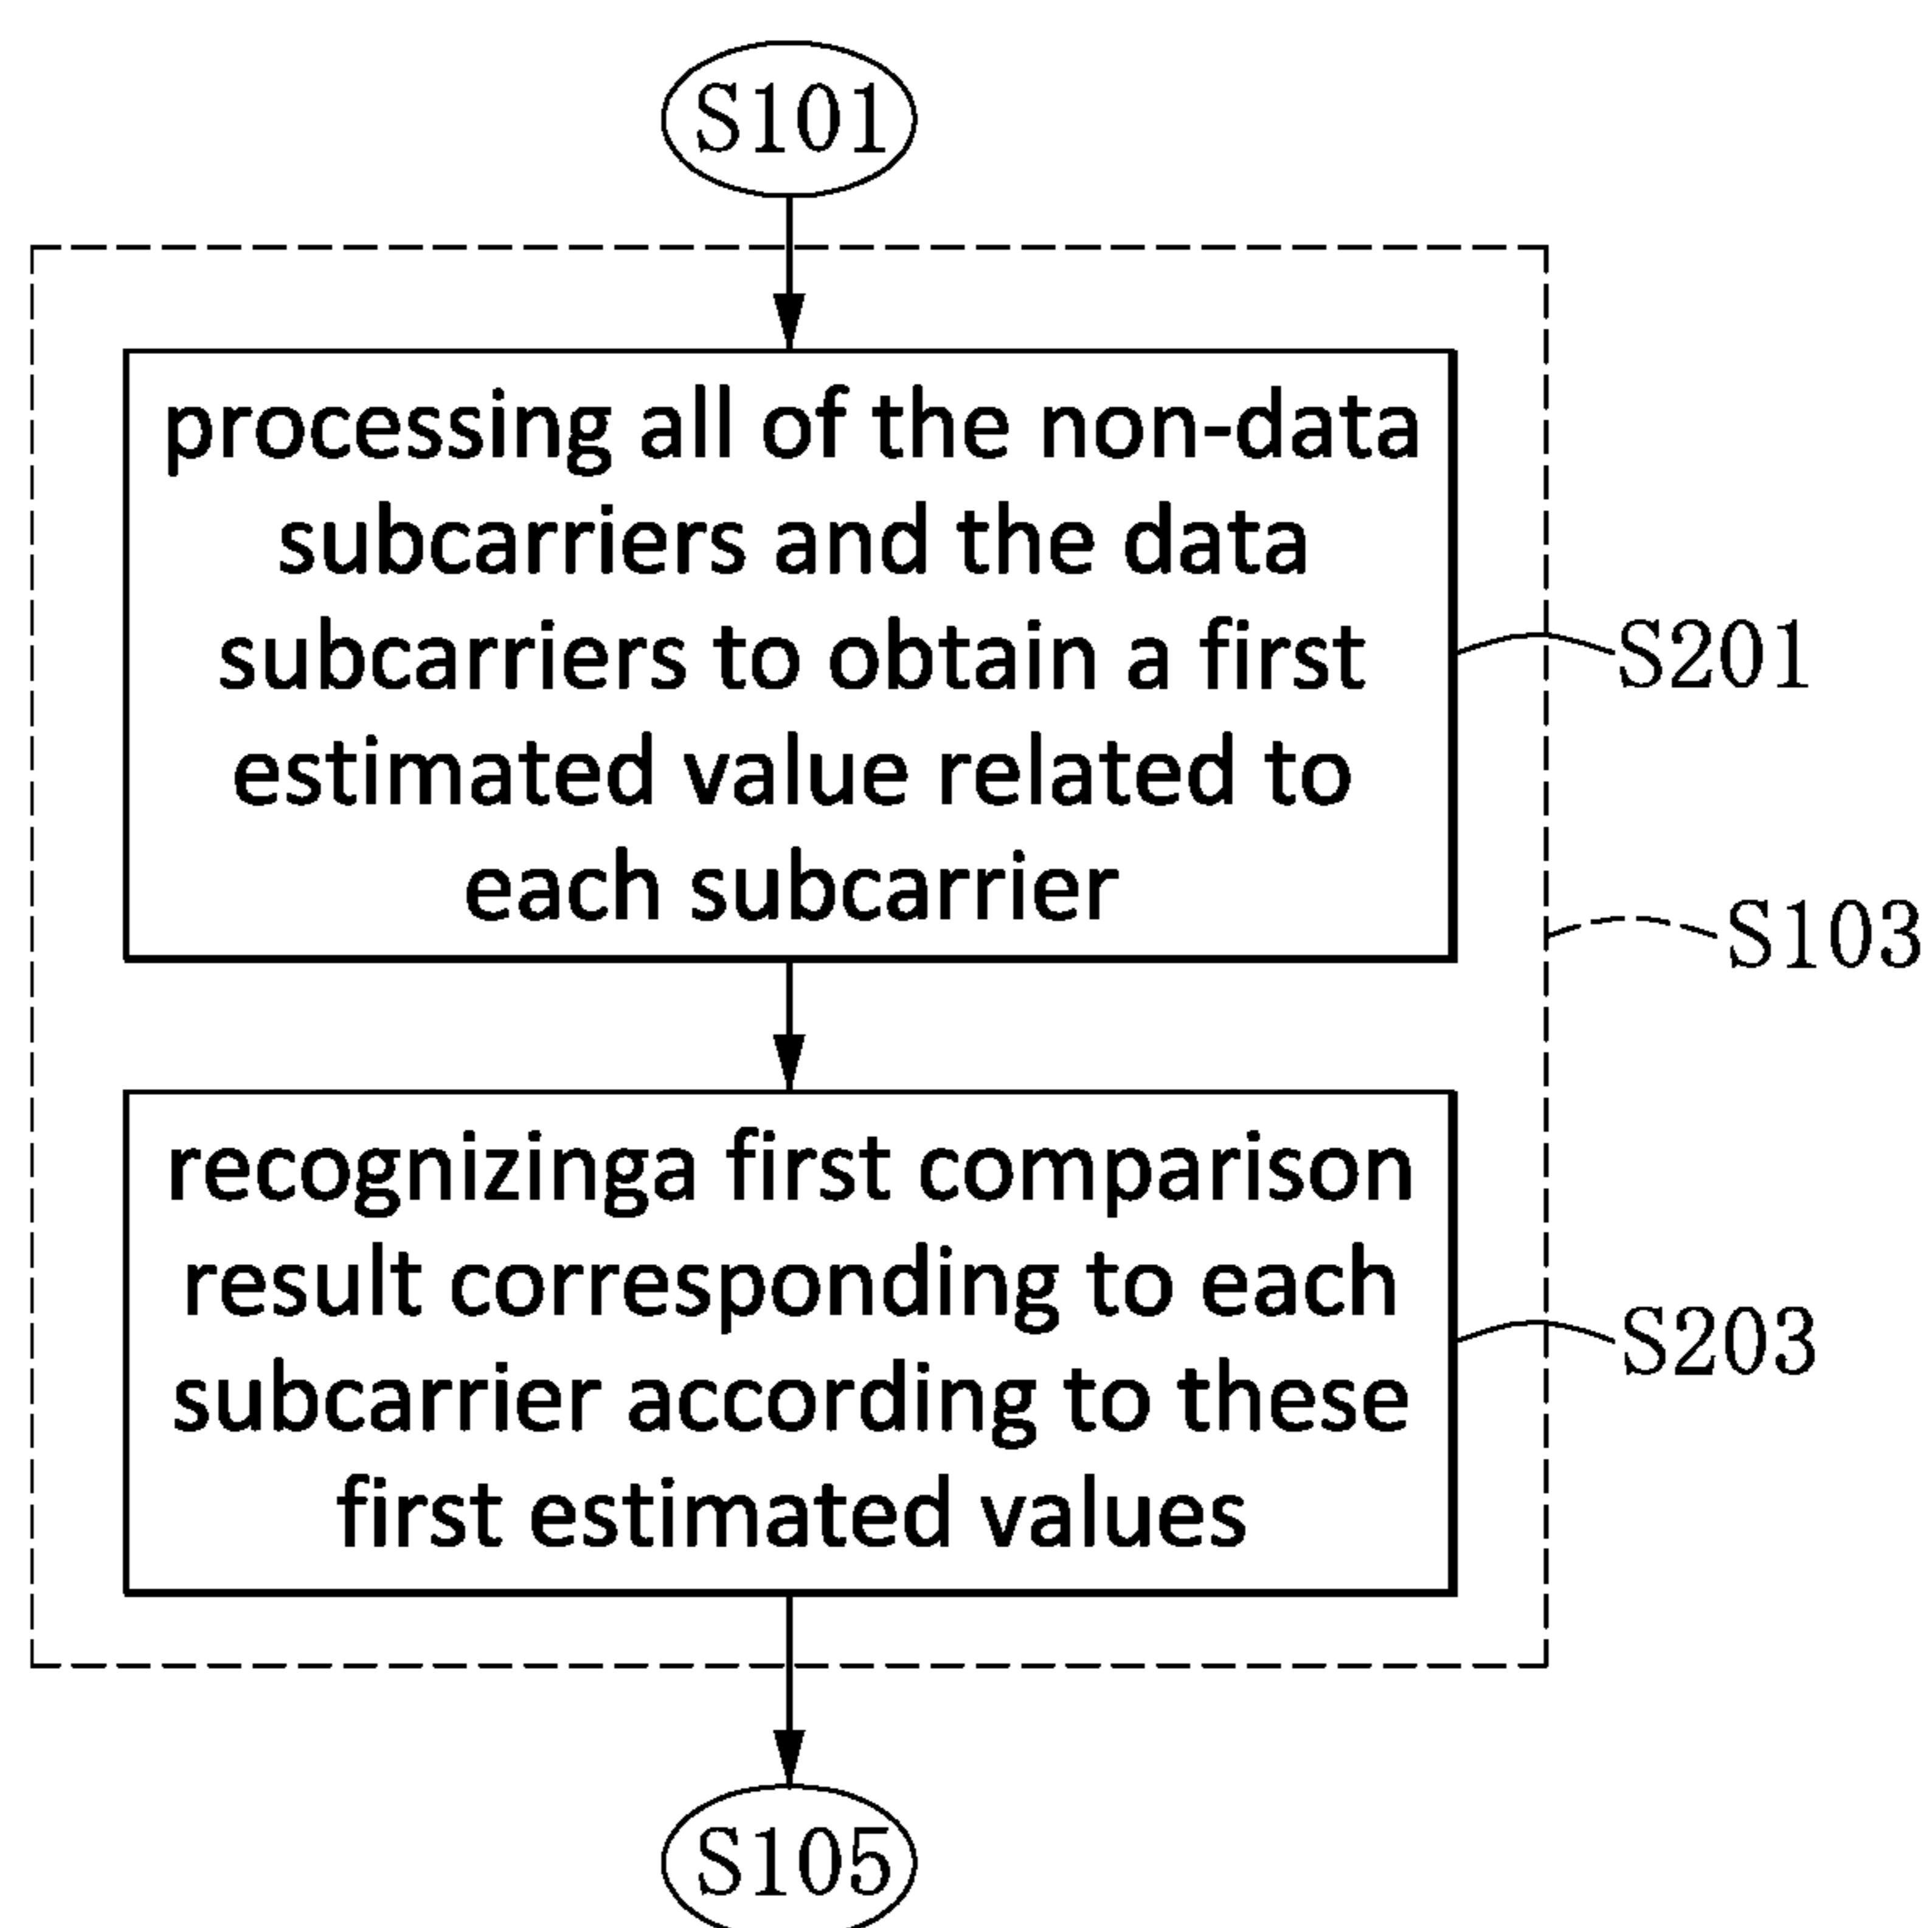 S101
processing all of the non-data
subcarriers and the data
subcarriers to obtain a first
estimated value related to
each subcarrier
S201
S103
recognizinga first comparison
result corresponding to each
subcarrier according to these
first estimated values
S203
S105